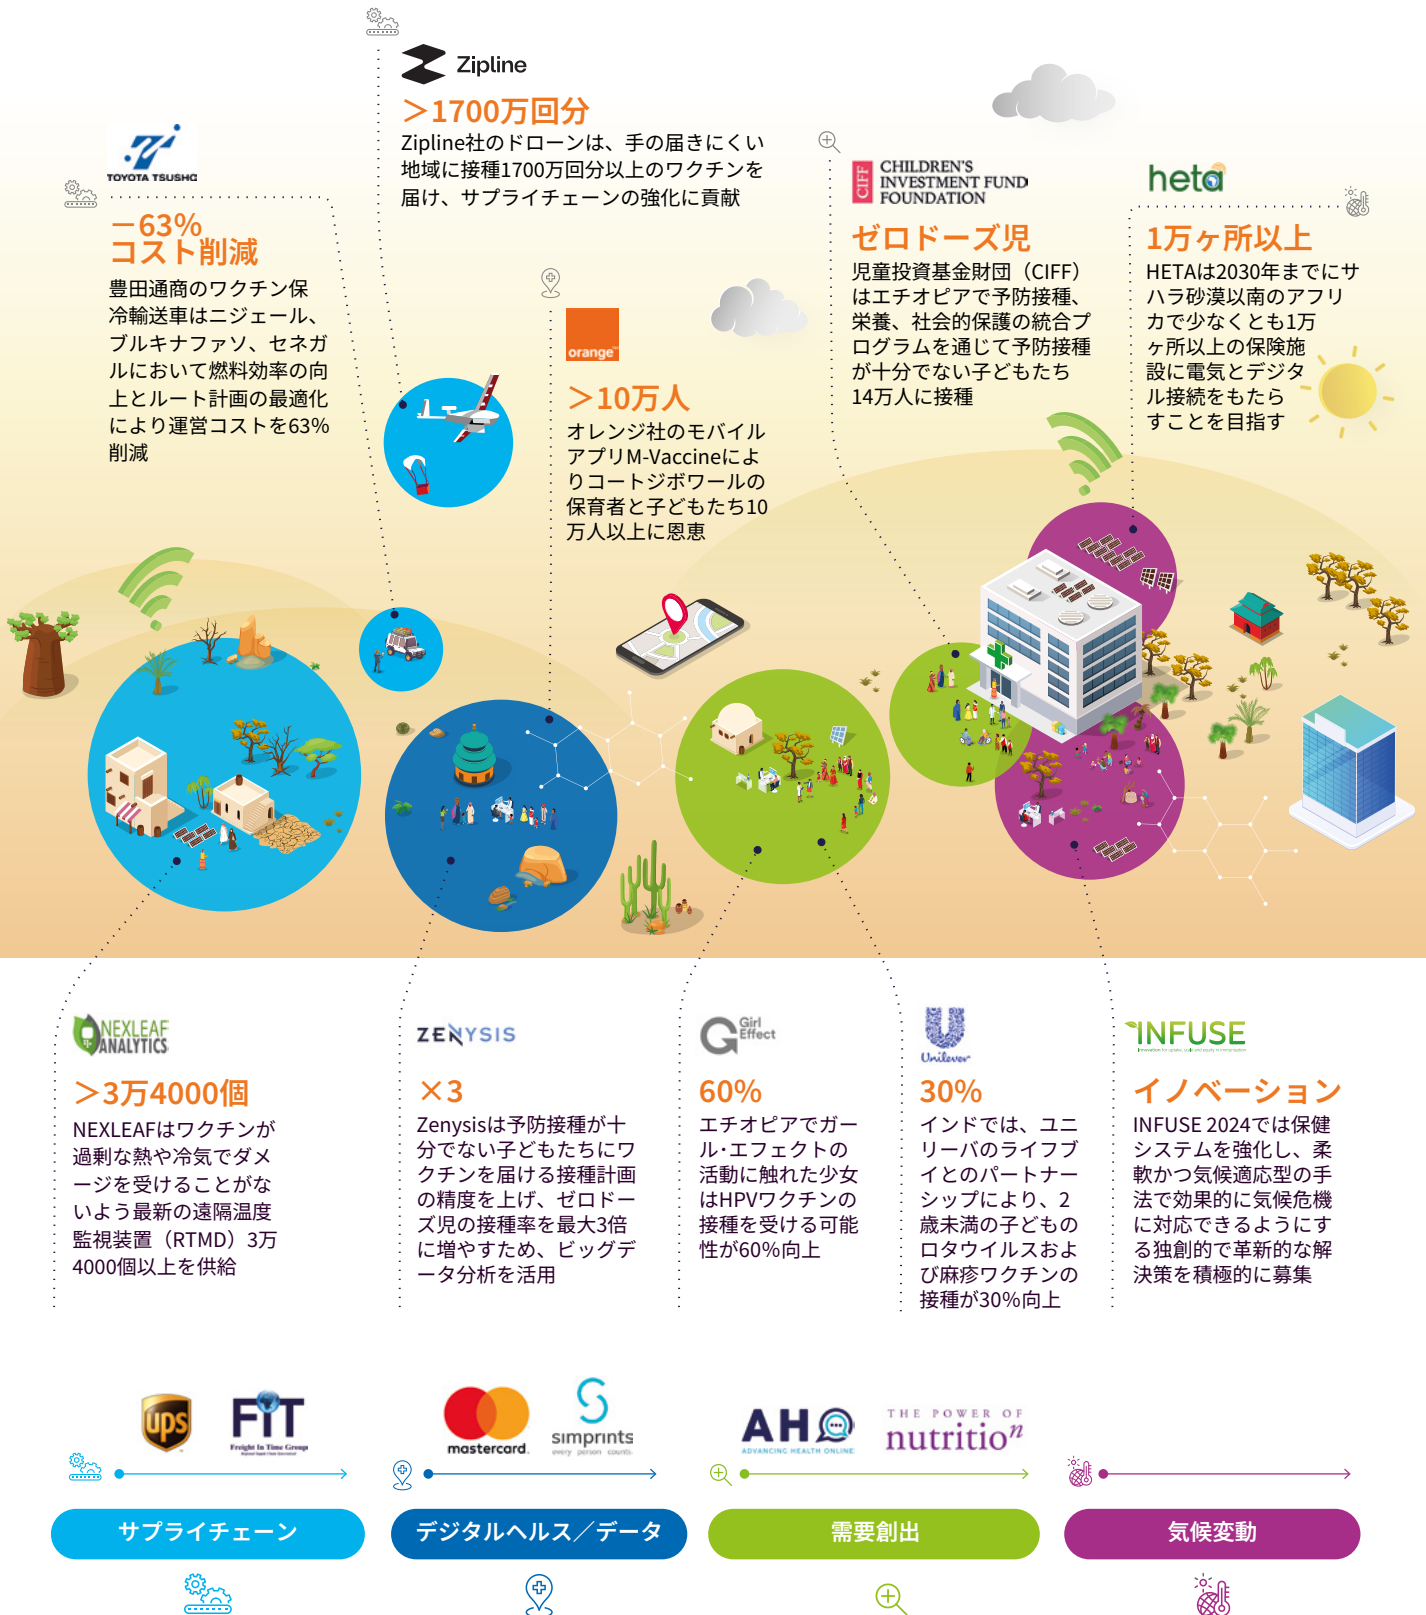 Zipline
＞1700万回分
Zipline社のドローンは、手の届きにくい
地域に接種1700万回分以上のワクチンを
届け、サプライチェーンの強化に貢献
TOYOTA TSUSHO
－63%
コスト削減
豊田通商のワクチン保
冷輸送車はニジェール、
ブルキナファソ、セネガ
ルにおいて燃料効率の向
上とルート計画の最適化
により運営コストを63%
削減
orange
＞10万人
オレンジ社のモバイル
アプリM-Vaccineによ
りコートジボワールの
保育者と子どもたち10
万人以上に恩恵
CIFF
CHILDREN'S
INVESTMENT FUND
FOUNDATION
ゼロドーズ児
児童投資基金財団（CIFF）
はエチオピアで予防接種、
栄養、社会的保護の統合プ
ログラムを通じて予防接種
が十分でない子どもたち
14万人に接種
heta
1万ヶ所以上
HETAは2030年までにサ
ハラ砂漠以南のアフリ
カで少なくとも1万
ヶ所以上の保険施
設に電気とデジタ
ル接続をもたら
すことを目指す
NEXLEAF
ANALYTICS
＞3万4000個
NEXLEAFはワクチンが
過剰な熱や冷気でダメ
ージを受けることがな
いよう最新の遠隔温度
監視装置（RTMD）3万
4000個以上を供給
ZENYSIS
×3
Zenysisは予防接種が十
分でない子どもたちにワ
クチンを届ける接種計画
の精度を上げ、ゼロドー
ズ児の接種率を最大3倍
に増やすため、ビッグデ
ータ分析を活用
Girl
Effect
60%
エチオピアでガー
ル･エフェクトの
活動に触れた少女
はHPVワクチンの
接種を受ける可能
性が60%向上
Unilever
30%
インドでは、ユニ
リーバのライフブ
イとのパートナー
シップにより、2
歳未満の子どもの
ロタウイルスおよ
び麻疹ワクチンの
接種が30%向上
INFUSE
Innovation for uptake, scale and equity in immunisation
イノベーション
INFUSE 2024では保健
システムを強化し、柔
軟かつ気候適応型の手
法で効果的に気候危機
に対応できるようにす
る独創的で革新的な解
決策を積極的に募集
ups
FiT
Freight In Time Group
mastercard.
simprints
every person counts.
AHO
ADVANCING HEALTH ONLINE
THE POWER OF
nutrition
サプライチェーン
デジタルヘルス／データ
需要創出
気候変動